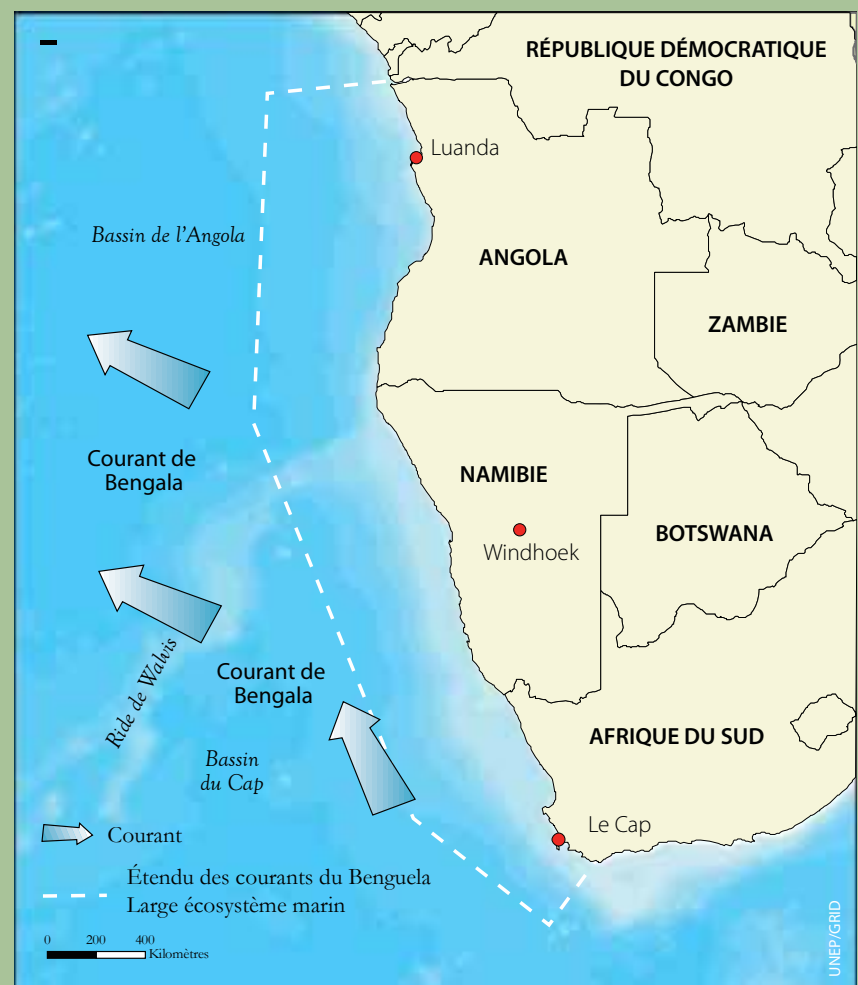 RÉPUBLIQUE DÉMOCRATIQUE
DU CONGO
Luanda
Bassin de l'Angola
ANGOLA
ZAMBIE
Courant de
Bengala
NAMIBIE
Windhoek
BOTSWANA
Ride de Walvis
Courant de
Bengala
AFRIQUE DU SUD
Bassin
du Cap
Le Cap
Courant
Étendu des courants du Benguela
Large écosystème marin
0 200 400
Kilomètres
UNEP/GRID